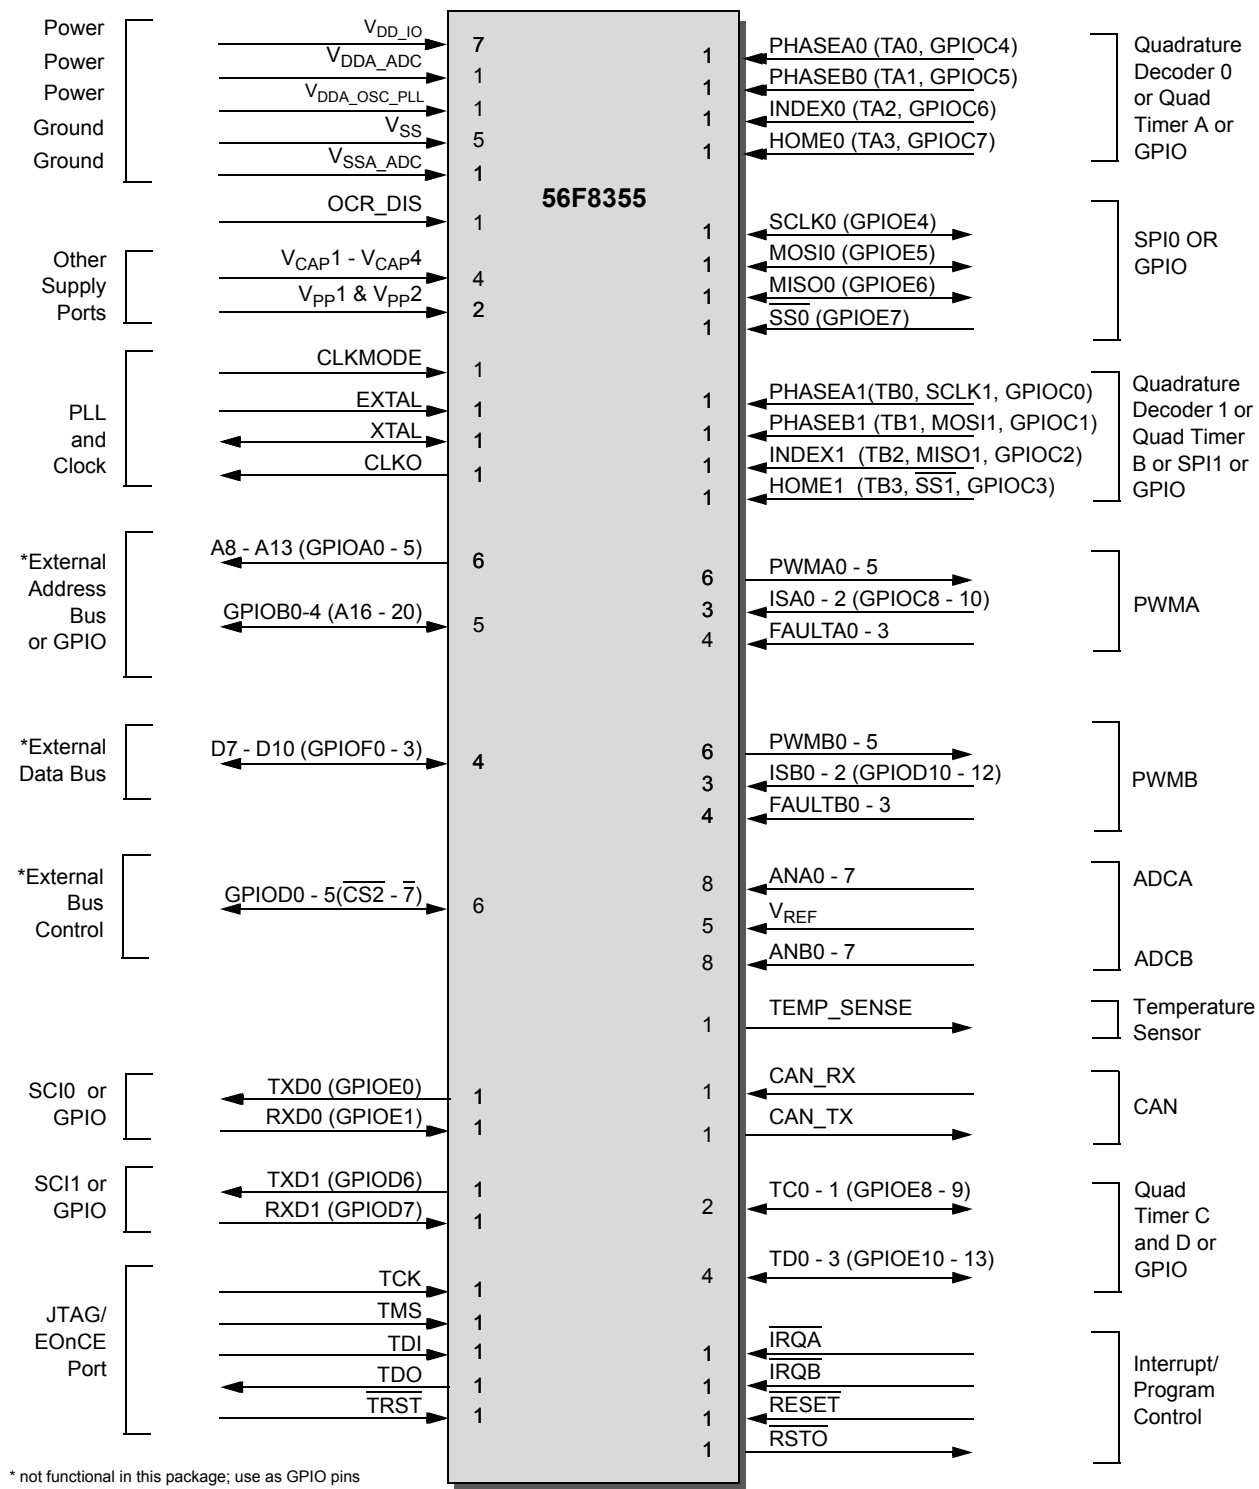 Power
V_DD_IO
7
Power
V_DDA_ADC
1
Power
V_DDA_OSC_PLL
1
Ground
V_SS
5
Ground
V_SSA_ADC
1
OCR_DIS
1
Other
Supply
Ports
V_CAP1 - V_CAP4
4
V_PP1 & V_PP2
2
PLL
and
Clock
CLKMODE
1
EXTAL
1
XTAL
1
CLKO
1
*External
Address
Bus
or GPIO
A8 - A13 (GPIOA0 - 5)
6
GPIOB0-4 (A16 - 20)
5
*External
Data Bus
D7 - D10 (GPIOF0 - 3)
4
*External
Bus
Control
GPIOD0 - 5(C̅S̅2̅ - 7̅)
6
SCI0 or
GPIO
TXD0 (GPIOE0)
1
RXD0 (GPIOE1)
1
SCI1 or
GPIO
TXD1 (GPIOD6)
1
RXD1 (GPIOD7)
1
JTAG/
EOnCE
Port
TCK
1
TMS
1
TDI
1
TDO
1
T̅R̅S̅T̅
1
* not functional in this package; use as GPIO pins
56F8355
1
PHASEA0 (TA0, GPIOC4)
1
PHASEB0 (TA1, GPIOC5)
1
INDEX0 (TA2, GPIOC6)
1
HOME0 (TA3, GPIOC7)
Quadrature
Decoder 0
or Quad
Timer A or
GPIO
1
SCLK0 (GPIOE4)
1
MOSI0 (GPIOE5)
1
MISO0 (GPIOE6)
1
S̅S̅0̅ (GPIOE7)
SPI0 OR
GPIO
1
PHASEA1(TB0, SCLK1, GPIOC0)
1
PHASEB1 (TB1, MOSI1, GPIOC1)
1
INDEX1 (TB2, MISO1, GPIOC2)
1
HOME1 (TB3, S̅S̅1̅, GPIOC3)
Quadrature
Decoder 1 or
Quad Timer
B or SPI1 or
GPIO
6
PWMA0 - 5
3
ISA0 - 2 (GPIOC8 - 10)
4
FAULTA0 - 3
PWMA
6
PWMB0 - 5
3
ISB0 - 2 (GPIOD10 - 12)
4
FAULTB0 - 3
PWMB
8
ANA0 - 7
5
V_REF
8
ANB0 - 7
ADCA
ADCB
1
TEMP_SENSE
Temperature
Sensor
1
CAN_RX
1
CAN_TX
CAN
2
TC0 - 1 (GPIOE8 - 9)
4
TD0 - 3 (GPIOE10 - 13)
Quad
Timer C
and D or
GPIO
1
I̅R̅Q̅A̅
1
I̅R̅Q̅B̅
1
R̅E̅S̅E̅T̅
1
R̅S̅T̅O̅
Interrupt/
Program
Control